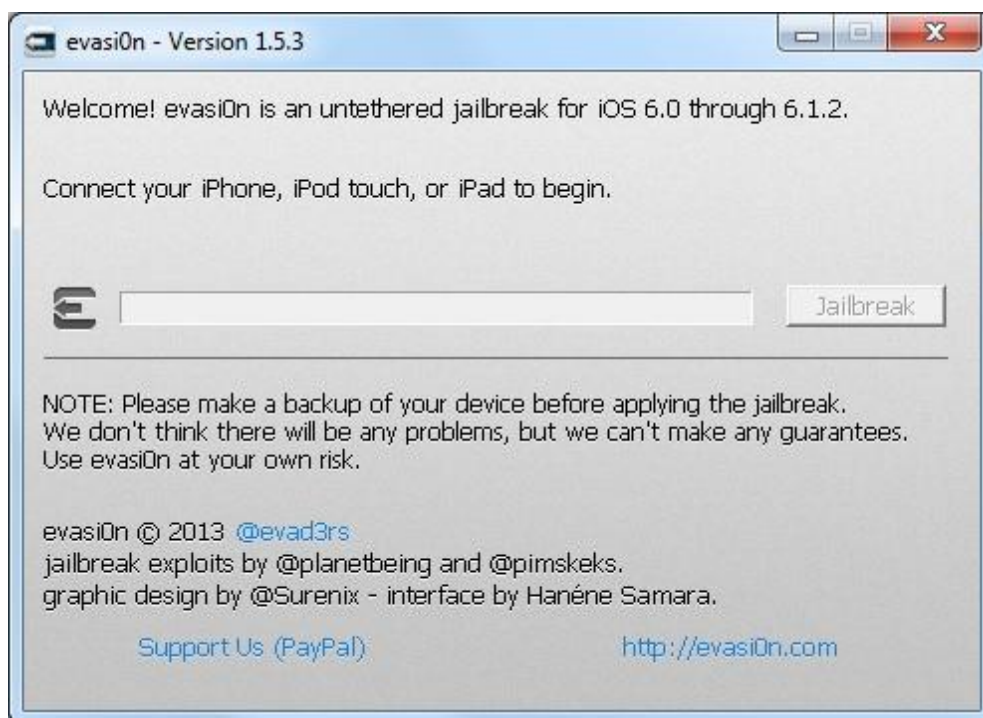 evasi0n - Version 1.5.3
Welcome! evasi0n is an untethered jailbreak for iOS 6.0 through 6.1.2.
Connect your iPhone, iPod touch, or iPad to begin.
Jailbreak
NOTE: Please make a backup of your device before applying the jailbreak.
We don't think there will be any problems, but we can't make any guarantees.
Use evasi0n at your own risk.
evasi0n © 2013 @evad3rs
jailbreak exploits by @planetbeing and @pimskeks.
graphic design by @Surenix - interface by Hanéne Samara.
Support Us (PayPal) http://evasi0n.com